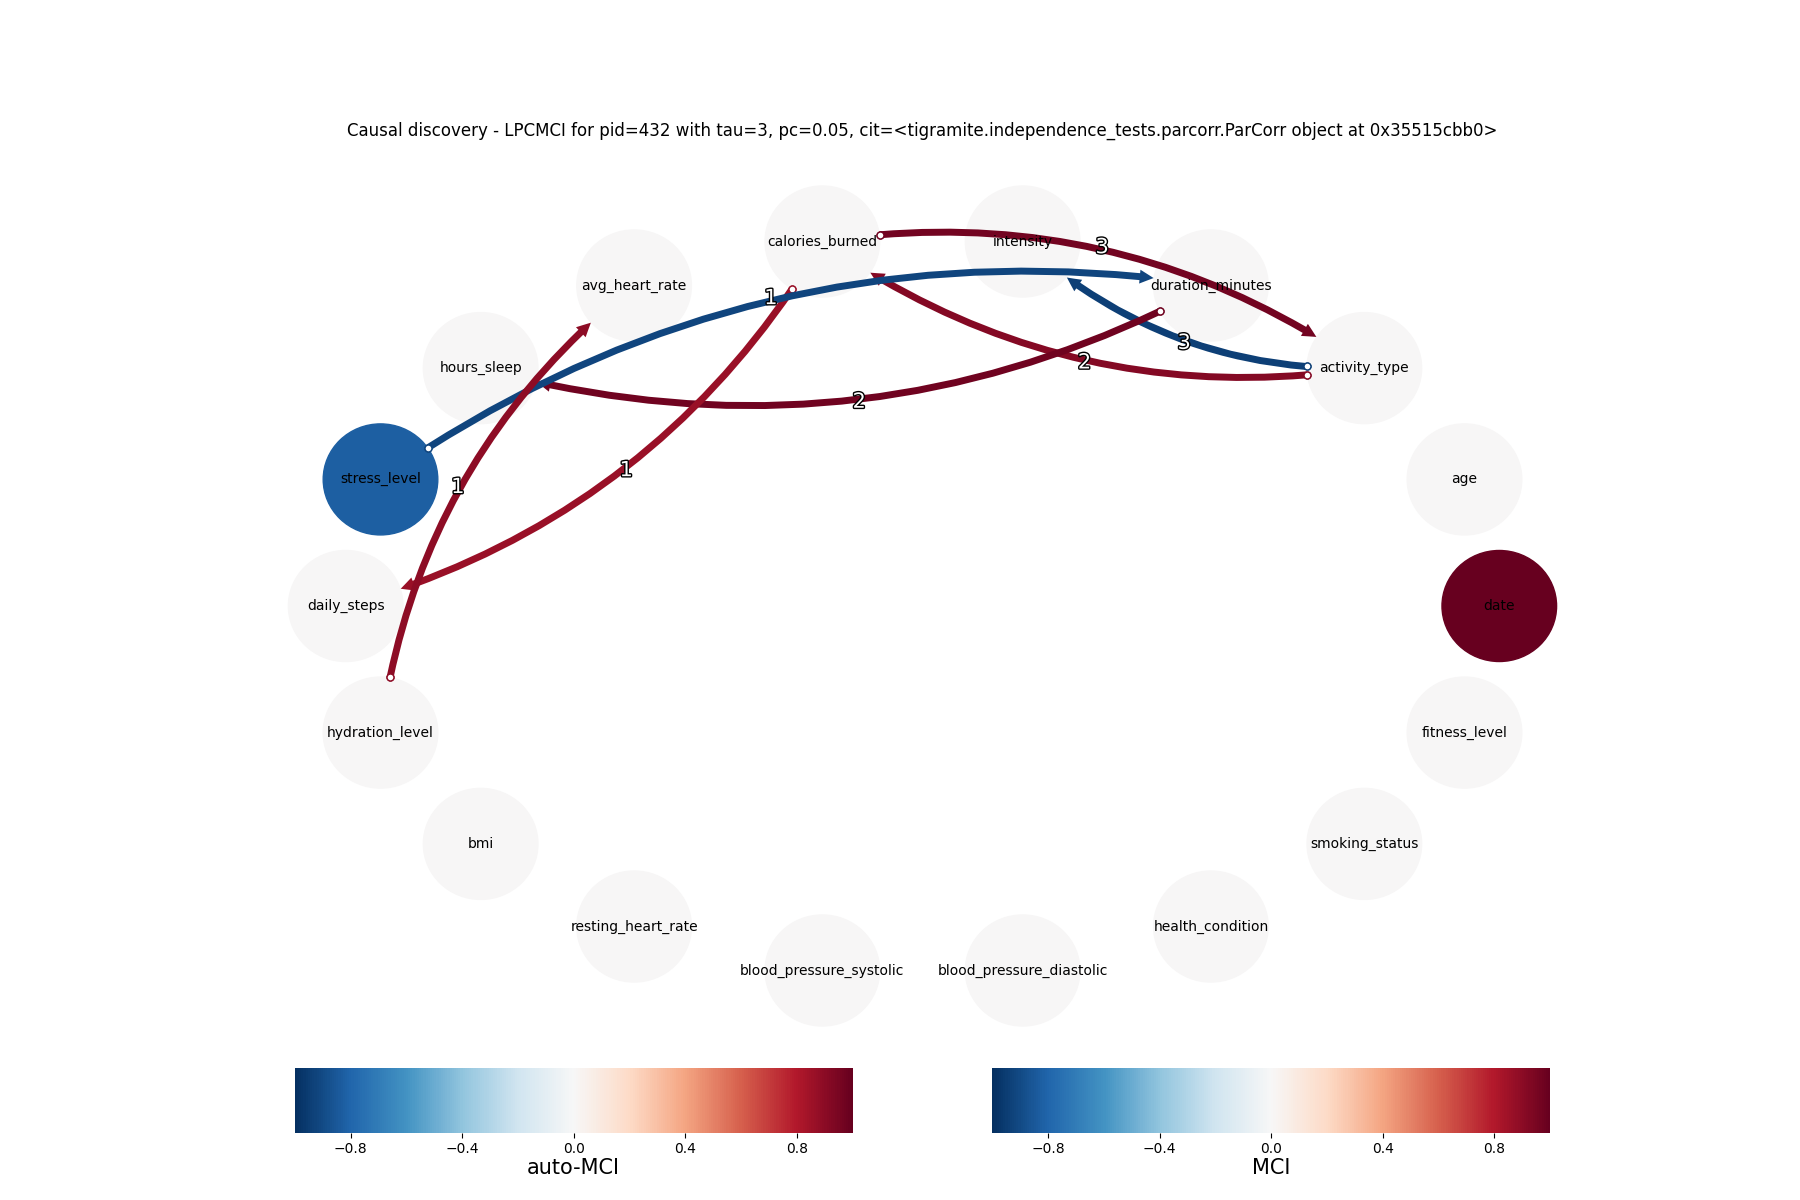 Causal discovery - LPCMCI for pid=432 with tau=3, pc=0.05, cit=<tigramite.independence_tests.parcorr.ParCorr object at 0x35515cbb0>
calories_burned
intensity
3
avg_heart_rate
1
duration_minutes
3
hours_sleep
2
activity_type
2
stress_level
1
1
age
daily_steps
date
hydration_level
fitness_level
bmi
smoking_status
resting_heart_rate
health_condition
blood_pressure_systolic
blood_pressure_diastolic
−0.8 −0.4 0.0 0.4 0.8
auto-MCI
−0.8 −0.4 0.0 0.4 0.8
MCI